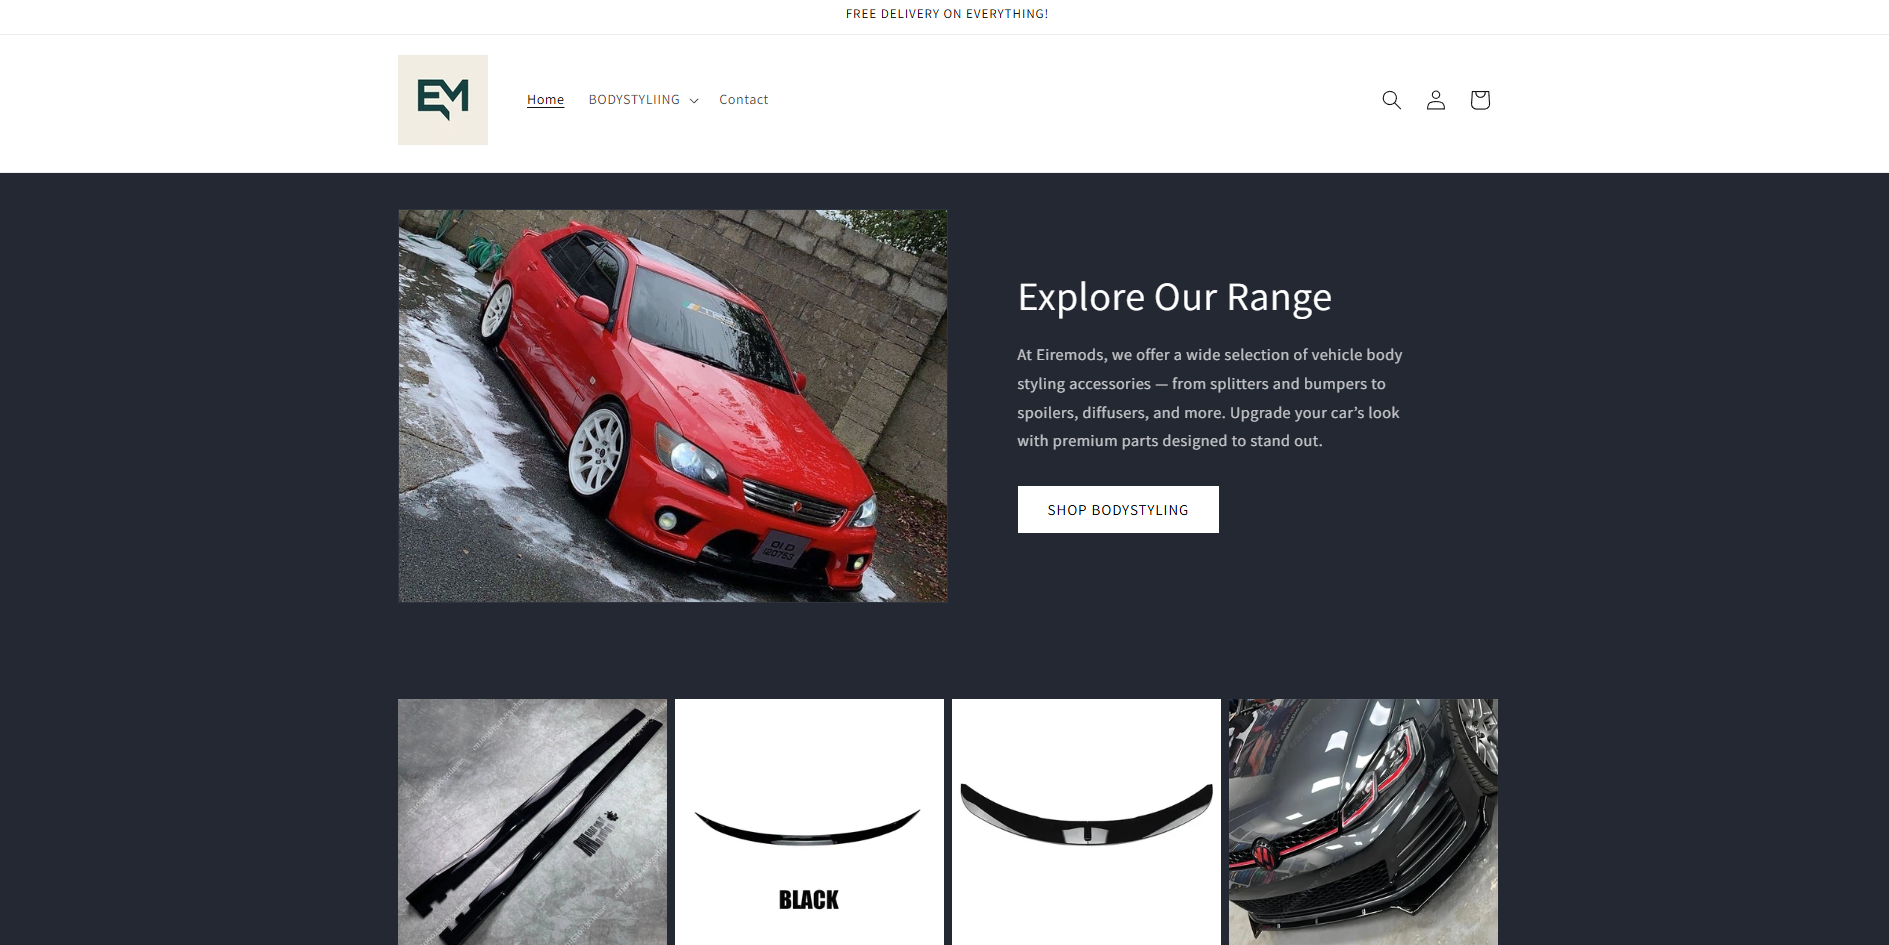 FREE DELIVERY ON EVERYTHING!
EM
Home
BODYSTYLIING
Contact
Explore Our Range
At Eiremods, we offer a wide selection of vehicle body
styling accessories — from splitters and bumpers to
spoilers, diffusers, and more. Upgrade your car’s look
with premium parts designed to stand out.
SHOP BODYSTYLING
01 D
120753
BLACK